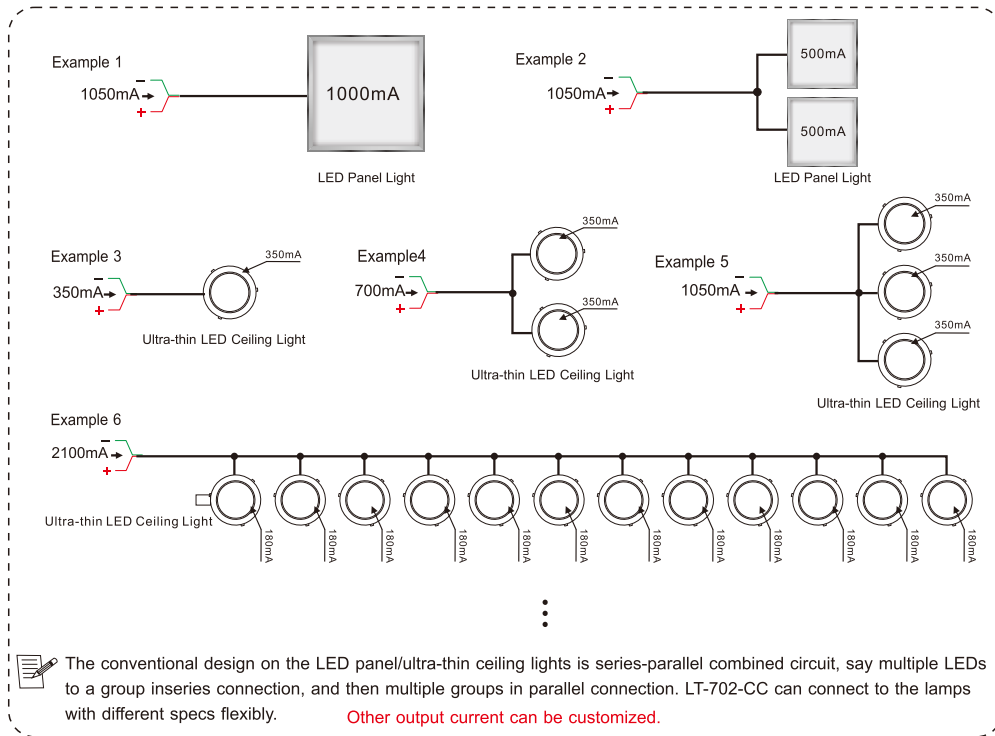 Example 1
−
1050mA
+
1000mA
LED Panel Light
Example 2
−
1050mA
+
500mA
500mA
LED Panel Light
Example 3
−
350mA
+
350mA
Ultra-thin LED Ceiling Light
Example4
−
700mA
+
350mA
350mA
Ultra-thin LED Ceiling Light
Example 5
−
1050mA
+
350mA
350mA
350mA
Ultra-thin LED Ceiling Light
Example 6
−
2100mA
+
Ultra-thin LED Ceiling Light
180mA
180mA
180mA
180mA
180mA
180mA
180mA
180mA
180mA
180mA
180mA
180mA
The conventional design on the LED panel/ultra-thin ceiling lights is series-parallel combined circuit, say multiple LEDs
to a group inseries connection, and then multiple groups in parallel connection. LT-702-CC can connect to the lamps
with different specs flexibly.
Other output current can be customized.